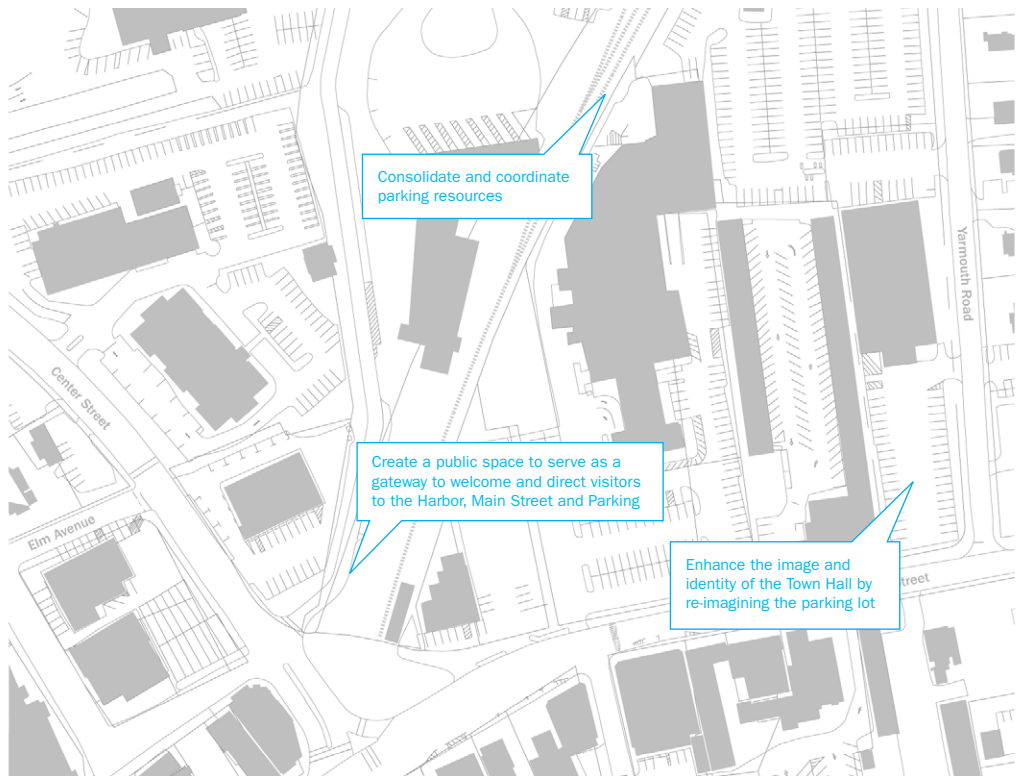 Consolidate and coordinate
parking resources
Yarmouth Road
Center Street
Create a public space to serve as a
gateway to welcome and direct visitors
to the Harbor, Main Street and Parking
Elm Avenue
Enhance the image and
identity of the Town Hall by
re-imagining the parking lot